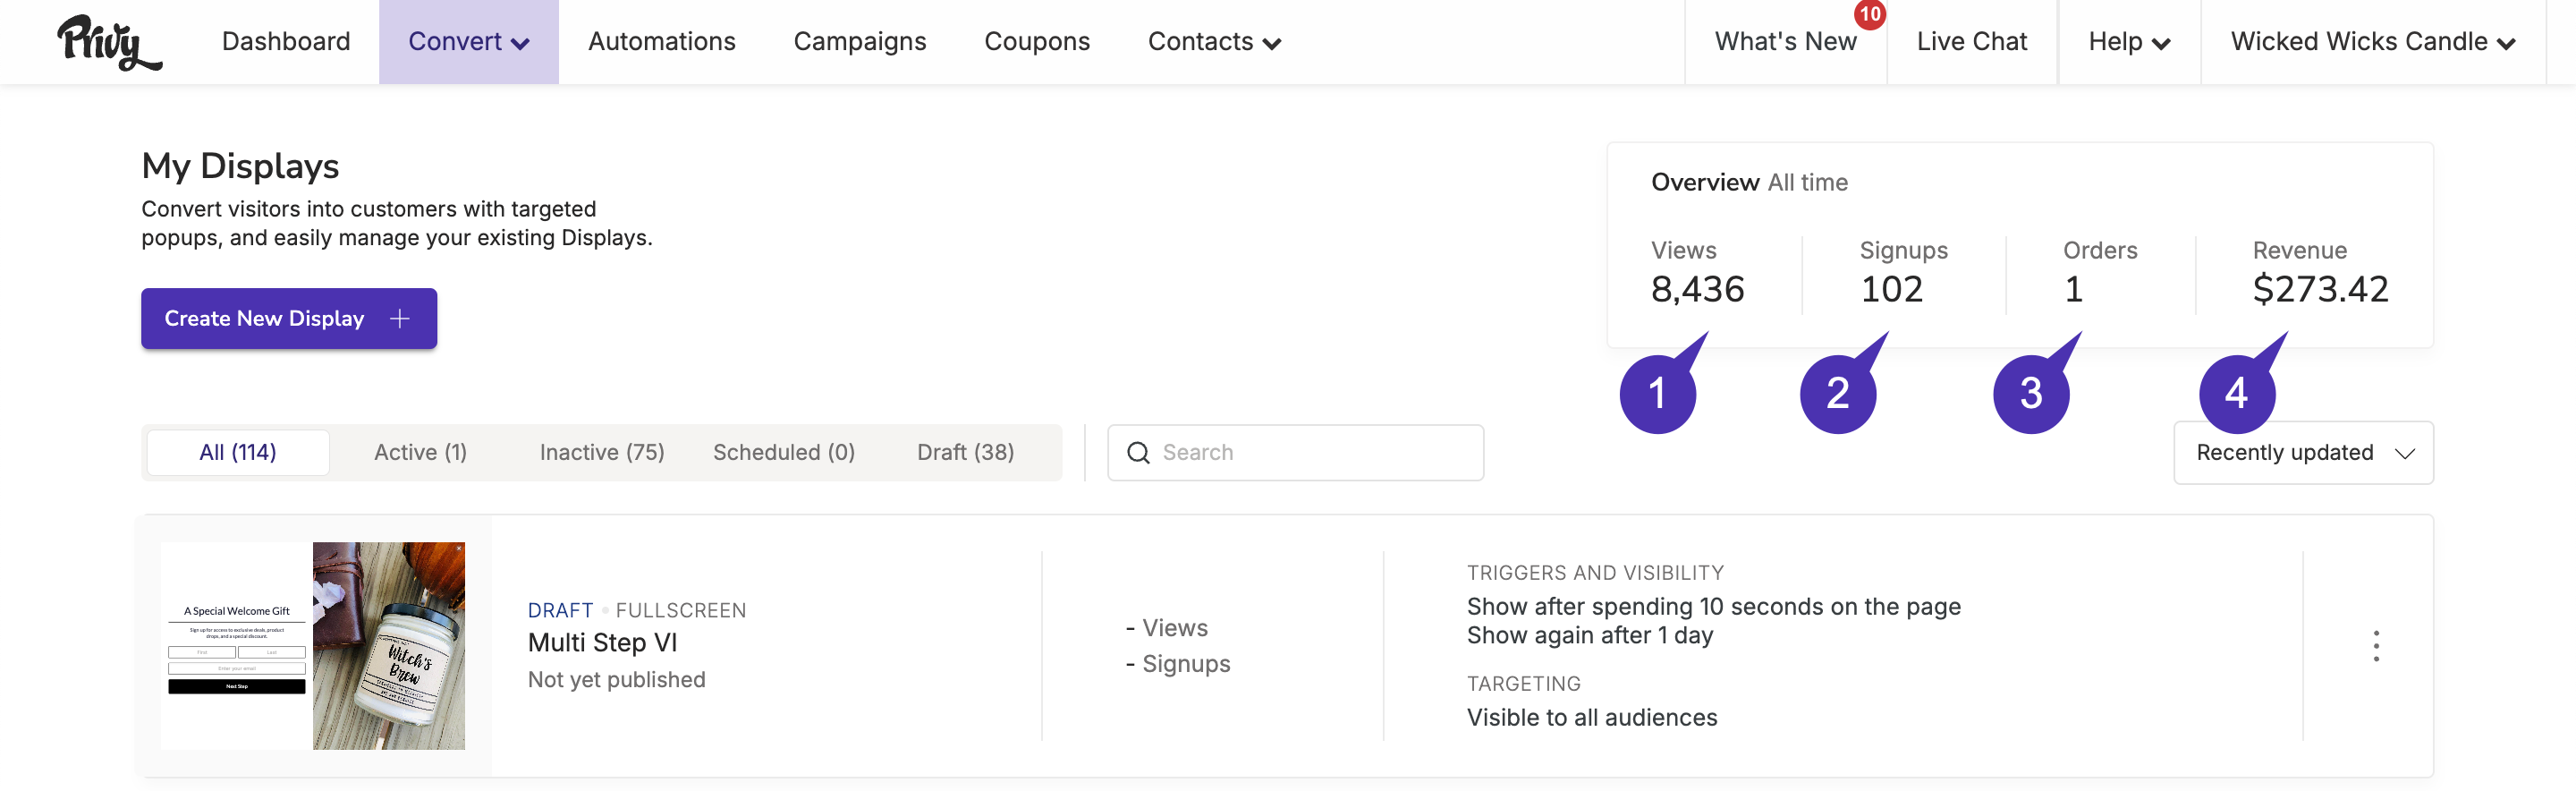 Privy
Dashboard
Convert
Automations
Campaigns
Coupons
Contacts
What's New
10
Live Chat
Help
Wicked Wicks Candle
My Displays
Convert visitors into customers with targeted
popups, and easily manage your existing Displays.
Create New Display
Overview All time
Views
8,436
Signups
102
Orders
1
Revenue
$273.42
1
2
3
4
All (114)
Active (1)
Inactive (75)
Scheduled (0)
Draft (38)
Search
Recently updated
A Special Welcome Gift
Sign up for access to exclusive deals, product
drops, and a special discount.
First
Last
Enter your email
Next Step
Witch's
Brew
DRAFT • FULLSCREEN
Multi Step VI
Not yet published
- Views
- Signups
TRIGGERS AND VISIBILITY
Show after spending 10 seconds on the page
Show again after 1 day
TARGETING
Visible to all audiences